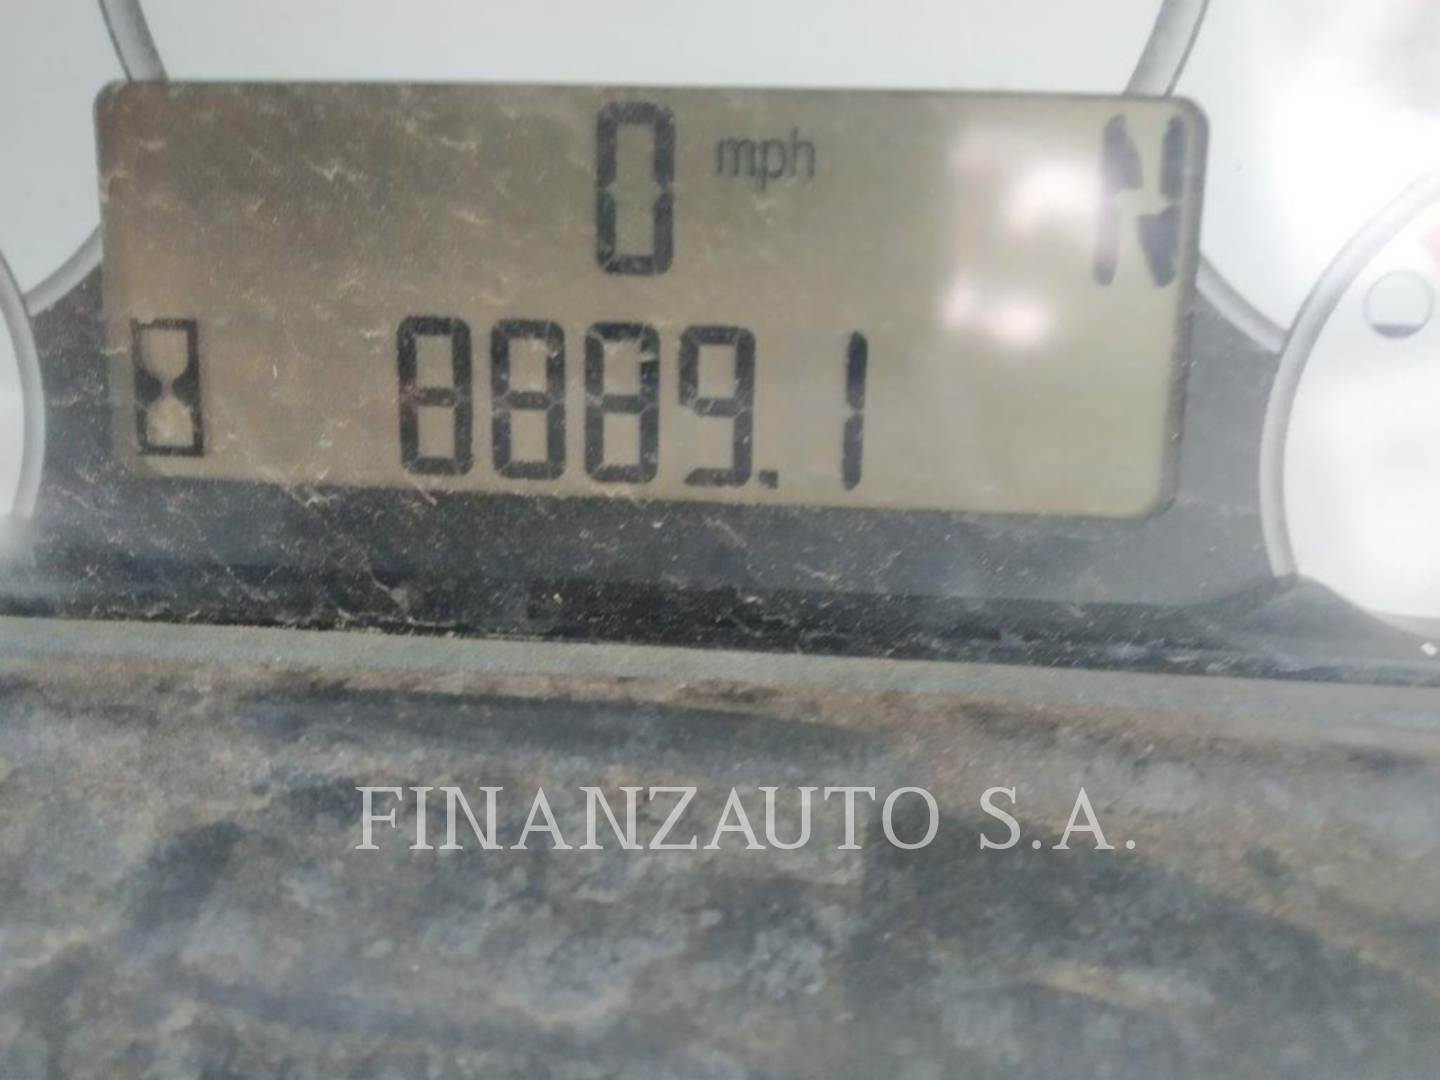 0 mph N
8889.1
FINANZAUTO S.A.